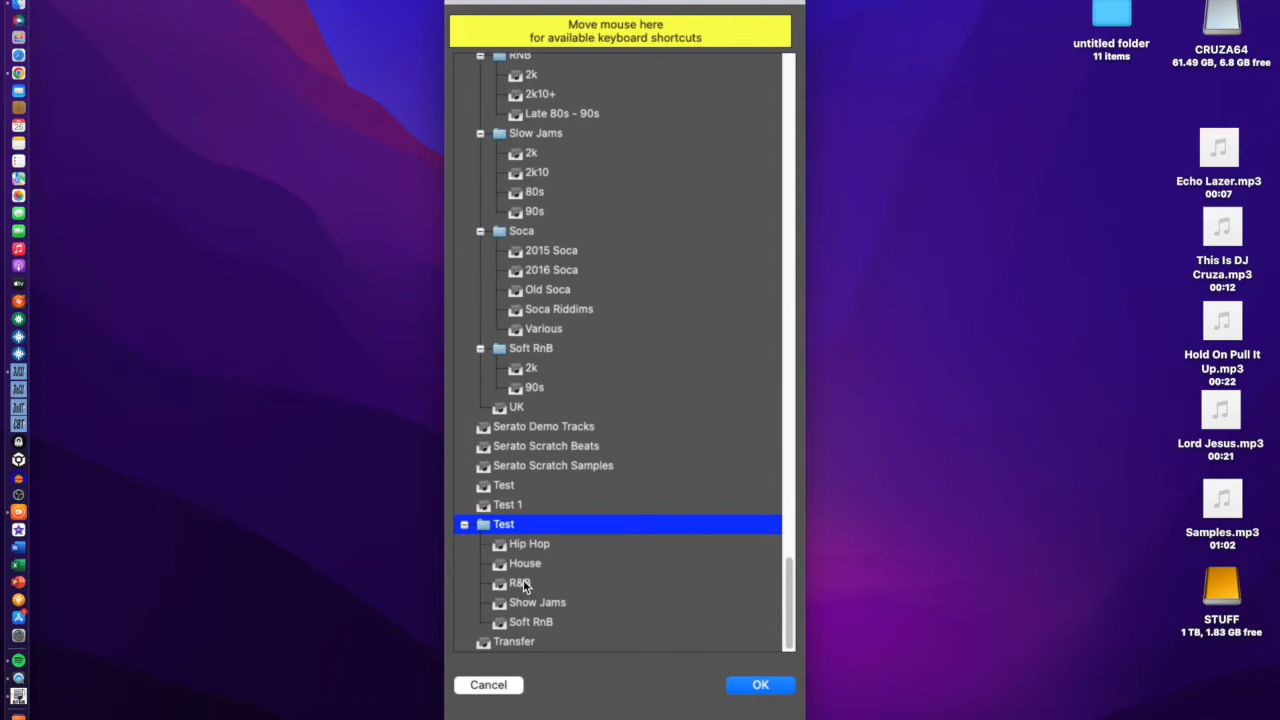 Move mouse here
for available keyboard shortcuts
RNB
2k
2k10+
Late 80s - 90s
Slow Jams
2k
2k10
80s
90s
Soca
2015 Soca
2016 Soca
Old Soca
Soca Riddims
Various
Soft RnB
2k
90s
UK
Serato Demo Tracks
Serato Scratch Beats
Serato Scratch Samples
Test
Test 1
Test
Hip Hop
House
R&B
Show Jams
Soft RnB
Transfer
Cancel
OK
untitled folder
11 items
CRUZA64
61.49 GB, 6.8 GB free
Echo Lazer.mp3
00:07
This Is DJ
Cruza.mp3
00:12
Hold On Pull It
Up.mp3
00:22
Lord Jesus.mp3
00:21
Samples.mp3
01:02
STUFF
1 TB, 1.83 GB free